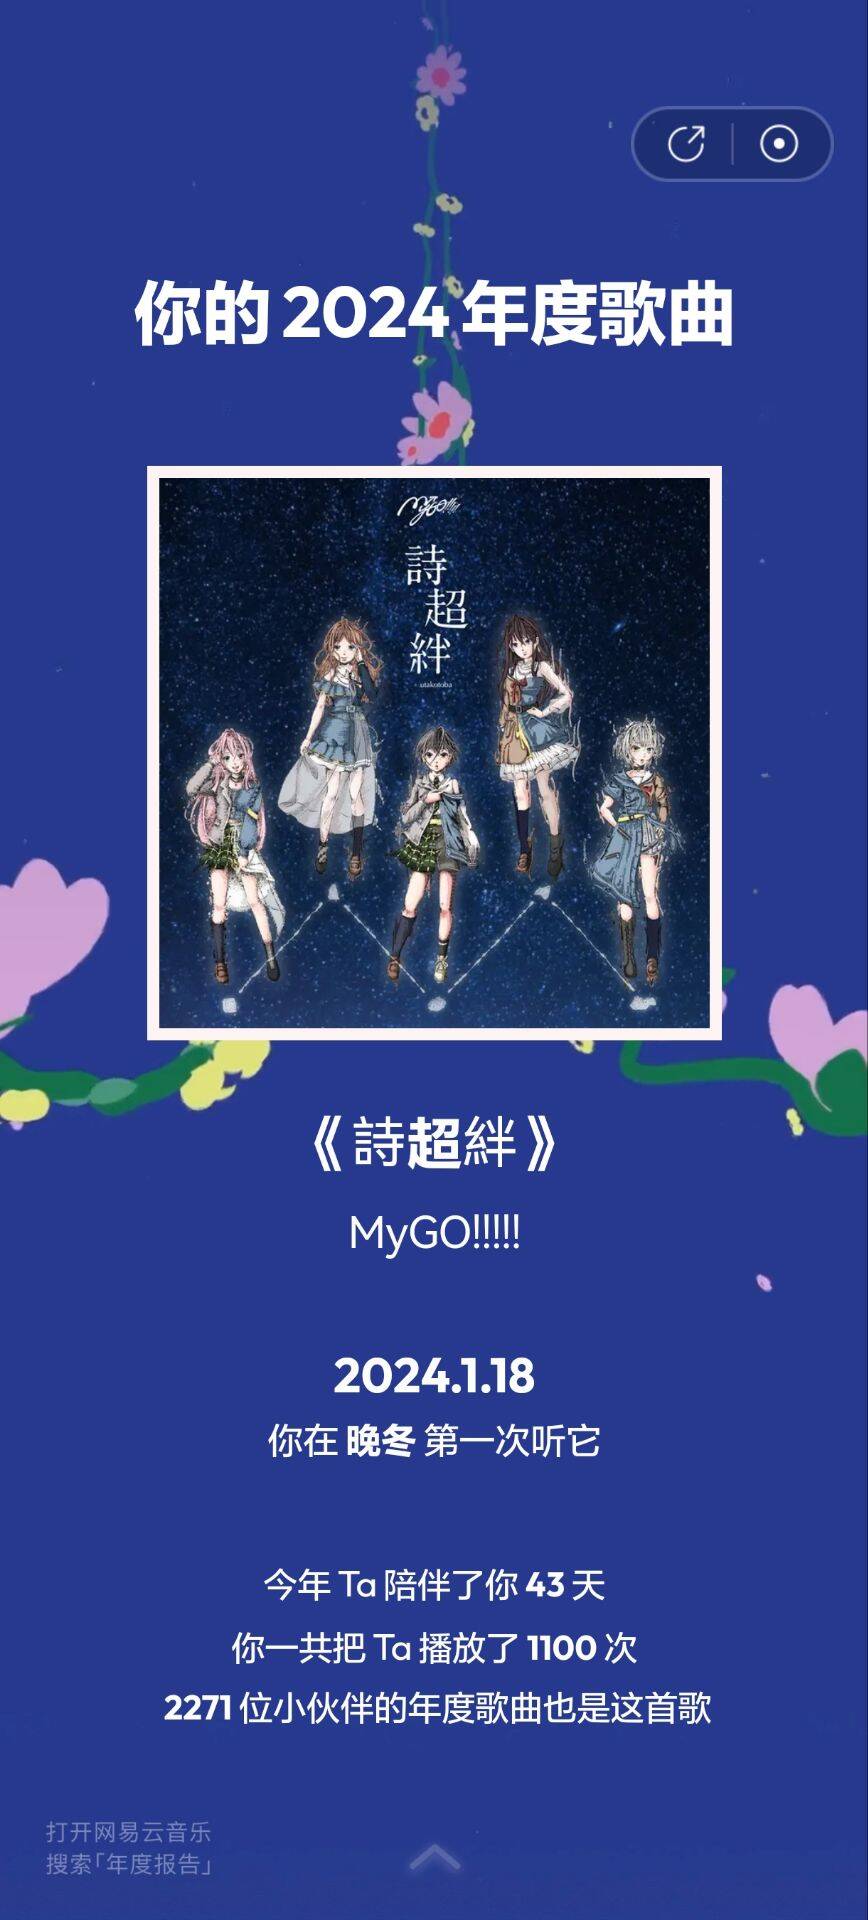 你的 2024 年度歌曲
MyGO!!!!!
詩
超
絆
utakotoba
《詩超絆》
MyGO!!!!!
2024.1.18
你在 晚冬 第一次听它
今年 Ta 陪伴了你 43 天
你一共把 Ta 播放了 1100 次
2271 位小伙伴的年度歌曲也是这首歌
打开网易云音乐
搜索「年度报告」